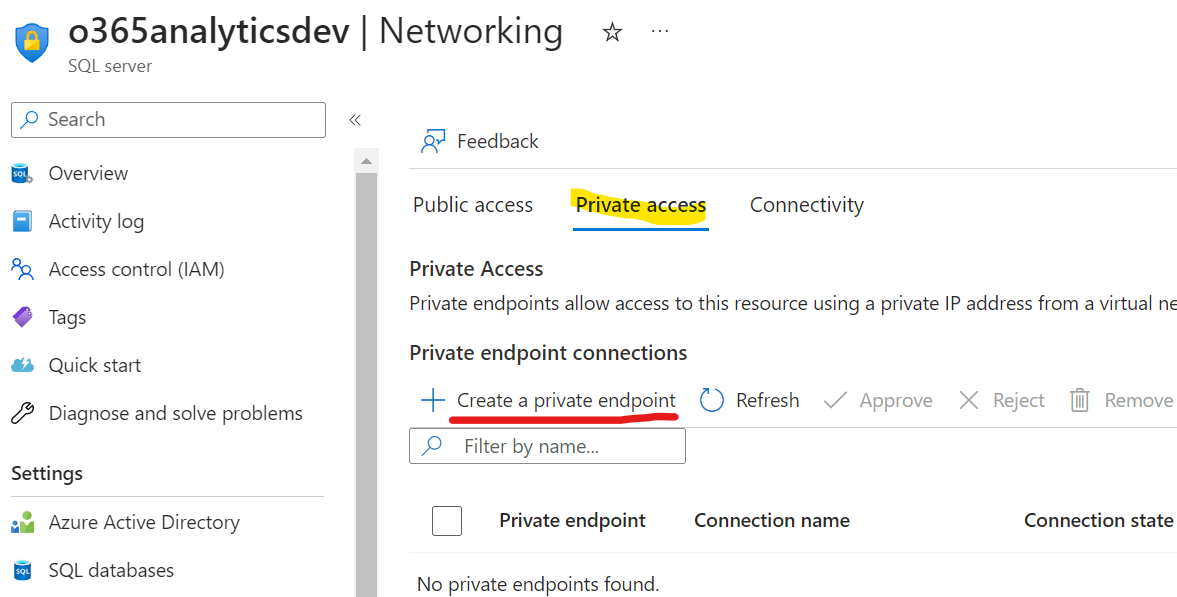 o365analyticsdev | Networking
SQL server
Search
Overview
Activity log
Access control (IAM)
Tags
Quick start
Diagnose and solve problems
Settings
Azure Active Directory
SQL
SQL databases
Feedback
Public access Private access Connectivity
Private Access
Private endpoints allow access to this resource using a private IP address from a virtual ne
Private endpoint connections
Create a private endpoint Refresh Approve Reject Remove
Filter by name...
Private endpoint Connection name Connection state
No private endpoints found.